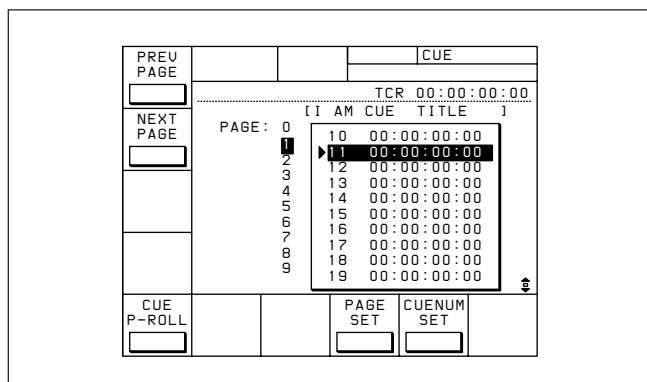 PREV PAGE
CUE
TCR 00:00:00:00
[I AM CUE TITLE ]
NEXT PAGE
PAGE:
0
1
2
3
4
5
6
7
8
9
10 00:00:00:00
11 00:00:00:00
12 00:00:00:00
13 00:00:00:00
14 00:00:00:00
15 00:00:00:00
16 00:00:00:00
17 00:00:00:00
18 00:00:00:00
19 00:00:00:00
CUE P-ROLL
PAGE SET
CUENUM SET